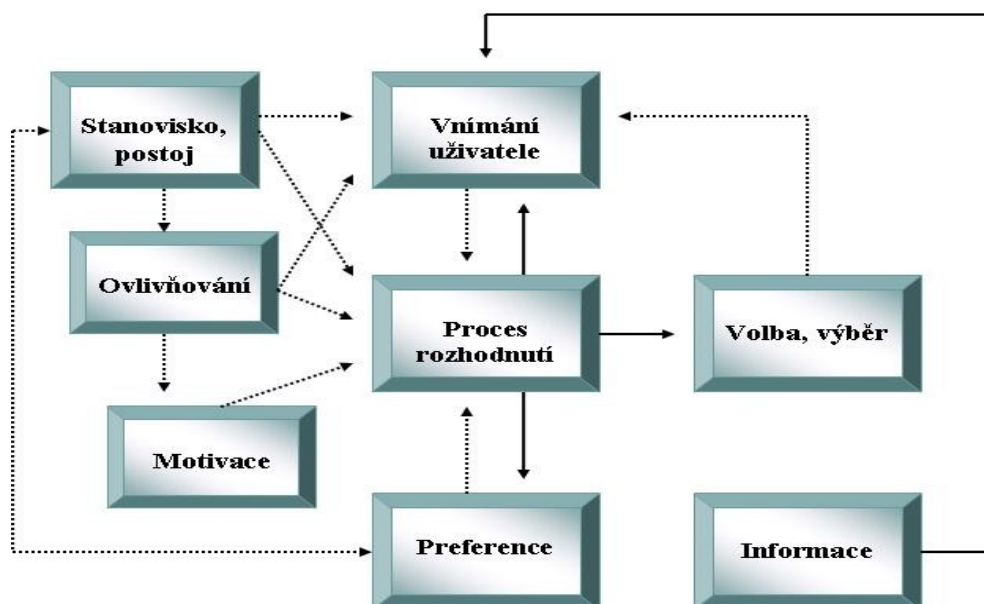 Stanovisko,
postoj
Vnímání
uživatele
Ovlivňování
Proces
rozhodnutí
Volba, výběr
Motivace
Preference
Informace